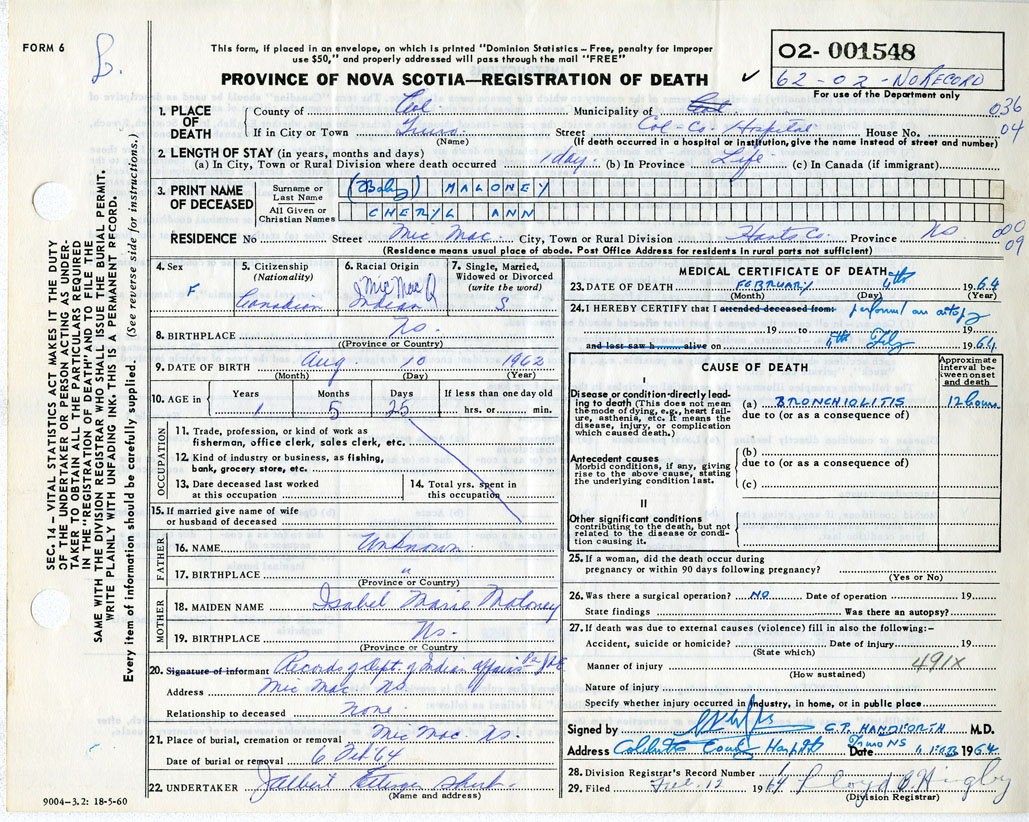 FORM 6
This form, if placed in an envelope, on which is printed "Dominion Statistics – Free, penalty for improper
use $50," and properly addressed will pass through the mail "FREE"
O2- 001548
62-02-NO RECORD
PROVINCE OF NOVA SCOTIA—REGISTRATION OF DEATH ✓
For use of the Department only
SEC. 14 – VITAL STATISTICS ACT MAKES IT THE DUTY
OF THE UNDERTAKER OR PERSON ACTING AS UNDER-
TAKER TO OBTAIN ALL THE PARTICULARS REQUIRED
IN THE "REGISTRATION OF DEATH" AND TO FILE THE
SAME WITH THE DIVISION REGISTRAR WHO SHALL ISSUE THE BURIAL PERMIT.
WRITE PLAINLY WITH UNFADING INK. THIS IS A PERMANENT RECORD.
Every item of information should be carefully supplied. (See reverse side for instructions.)
1. PLACE OF DEATH County of Col. Municipality of Col 036
If in City or Town Truro Street Col-Co. Hospital House No. 04
(Name) (If death occurred in a hospital or institution, give the name instead of street and number)
2. LENGTH OF STAY (in years, months and days)
(a) In City, Town or Rural Division where death occurred 1 day. (b) In Province Life (c) In Canada (if immigrant)
3. PRINT NAME OF DECEASED Surname or Last Name (Baby) MALONEY
All Given or Christian Names CHERYL ANN
RESIDENCE No Street Mic Mac. City, Town or Rural Division Hants Co. Province NS 000
09
(Residence means usual place of abode. Post Office Address for residents in rural parts not sufficient)
4. Sex F
5. Citizenship (Nationality) Canadian
6. Racial Origin Mic Mac Indian
7. Single, Married, Widowed or Divorced (write the word) S
8. BIRTHPLACE Ns.
(Province or Country)
9. DATE OF BIRTH Aug. 10 1962
(Month) (Day) (Year)
10. AGE in Years 1 Months 5 Days 25 If less than one day old hrs. or min.
OCCUPATION
11. Trade, profession, or kind of work as
fisherman, office clerk, sales clerk, etc.
12. Kind of industry or business, as fishing,
bank, grocery store, etc.
13. Date deceased last worked
at this occupation
14. Total yrs. spent in
this occupation
15. If married give name of wife
or husband of deceased
FATHER
16. NAME Unknown.
17. BIRTHPLACE "
(Province or Country)
MOTHER
18. MAIDEN NAME Isabel Marie Maloney
19. BIRTHPLACE Ns.
(Province or Country)
20. Signature of informant Records of Dept. of Indian Affairs
Address Mic Mac Ns
Relationship to deceased none.
21. Place of burial, cremation or removal Mic Mac Ns.
Date of burial or removal 6 Feb '64
22. UNDERTAKER
(Name and address)
9004–3.2: 18-5-60
MEDICAL CERTIFICATE OF DEATH
23. DATE OF DEATH FEBRUARY 4th 1964
(Month) (Day) (Year)
24. I HEREBY CERTIFY that I attended deceased from: perform an autopsy
19 to 19
and last saw h alive on 4th Feb 1964
CAUSE OF DEATH
Approximate interval between onset and death
I
Disease or condition directly leading to death (This does not mean the mode of dying, e.g., heart failure, asthenia, etc. It means the disease, injury, or complication which caused death.)
(a) BRONCHIOLITIS 12 hours
due to (or as a consequence of)
Antecedent causes
Morbid conditions, if any, giving rise to the above cause, stating the underlying condition last.
(b)
due to (or as a consequence of)
(c)
II
Other significant conditions
contributing to the death, but not related to the disease or condition causing it.
25. If a woman, did the death occur during
pregnancy or within 90 days following pregnancy?
(Yes or No)
26. Was there a surgical operation? NO Date of operation 19
State findings Was there an autopsy?
27. If death was due to external causes (violence) fill in also the following:–
Accident, suicide or homicide? Date of injury 19
(State which)
491X
Manner of injury
(How sustained)
Nature of injury
Specify whether injury occurred in industry, in home, or in public place
Signed by C.T. HANDFORTH M.D.
Address Colchester County Hospital Truro NS Date 4 FEB 1964
28. Division Registrar's Record Number
29. Filed Feb. 12 1964 Lloyd Higby
(Division Registrar)